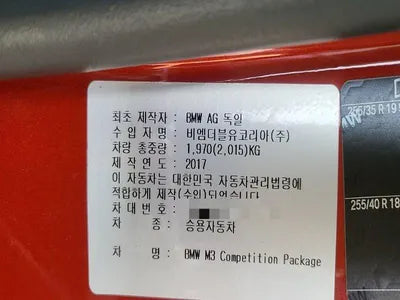 최초 제작자 : BMW AG 독일
수 입 자 명 : 비엠더블유코리아(주)
차량 총중량 : 1,970(2,015)KG
제 작 연 도 : 2017
이 자동차는 대한민국 자동차관리법령에
적합하게 제작(수입)되었습니다
차 대 번 호 :
차 종 : 승용자동차
차 명 : BMW M3 Competition Package
255/35 R 19
255/40 R 18